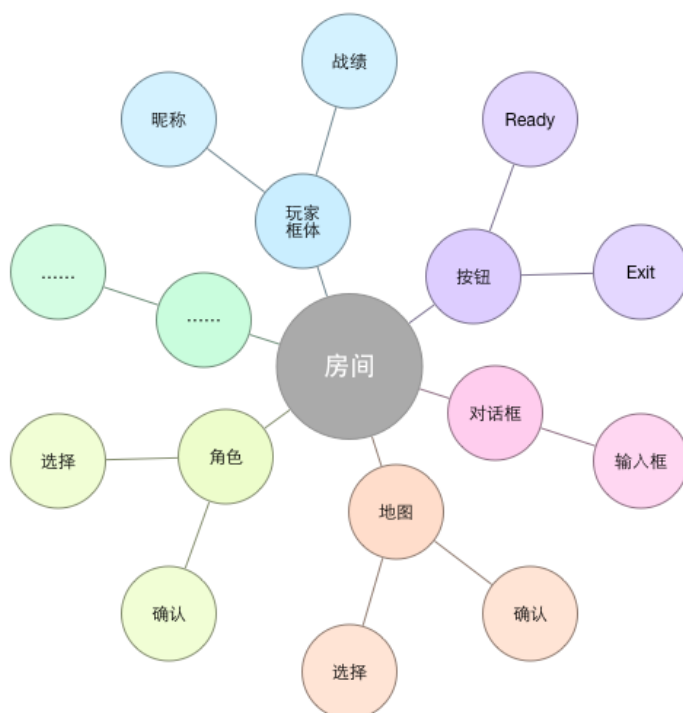 战绩
昵称
Ready
玩家
框体
……
按钮
Exit
……
房间
对话框
选择
角色
输入框
地图
确认
确认
选择